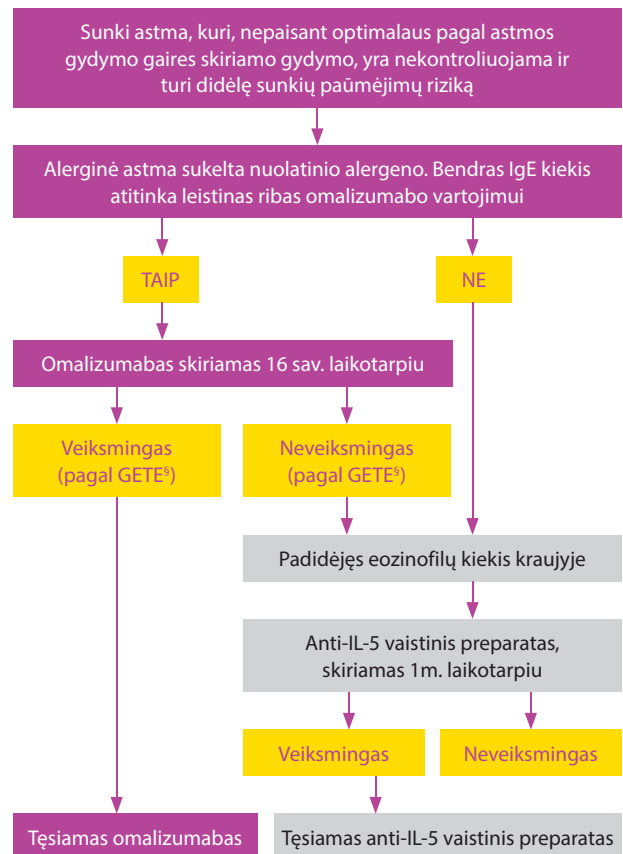 Sunki astma, kuri, nepaisant optimalaus pagal astmos
gydymo gaires skiriamo gydymo, yra nekontroliuojama ir
turi didėlę sunkių paūmėjimų riziką
Alerginė astma sukelta nuolatinio alergeno. Bendras IgE kiekis
atitinka leistinas ribas omalizumabo vartojimui
TAIP
NE
Omalizumabas skiriamas 16 sav. laikotarpiu
Veiksmingas
(pagal GETE§)
Neveiksmingas
(pagal GETE§)
Padidėjęs eozinofilų kiekis kraujyje
Anti-IL-5 vaistinis preparatas,
skiriamas 1m. laikotarpiu
Veiksmingas
Neveiksmingas
Tęsiamas omalizumabas
Tęsiamas anti-IL-5 vaistinis preparatas